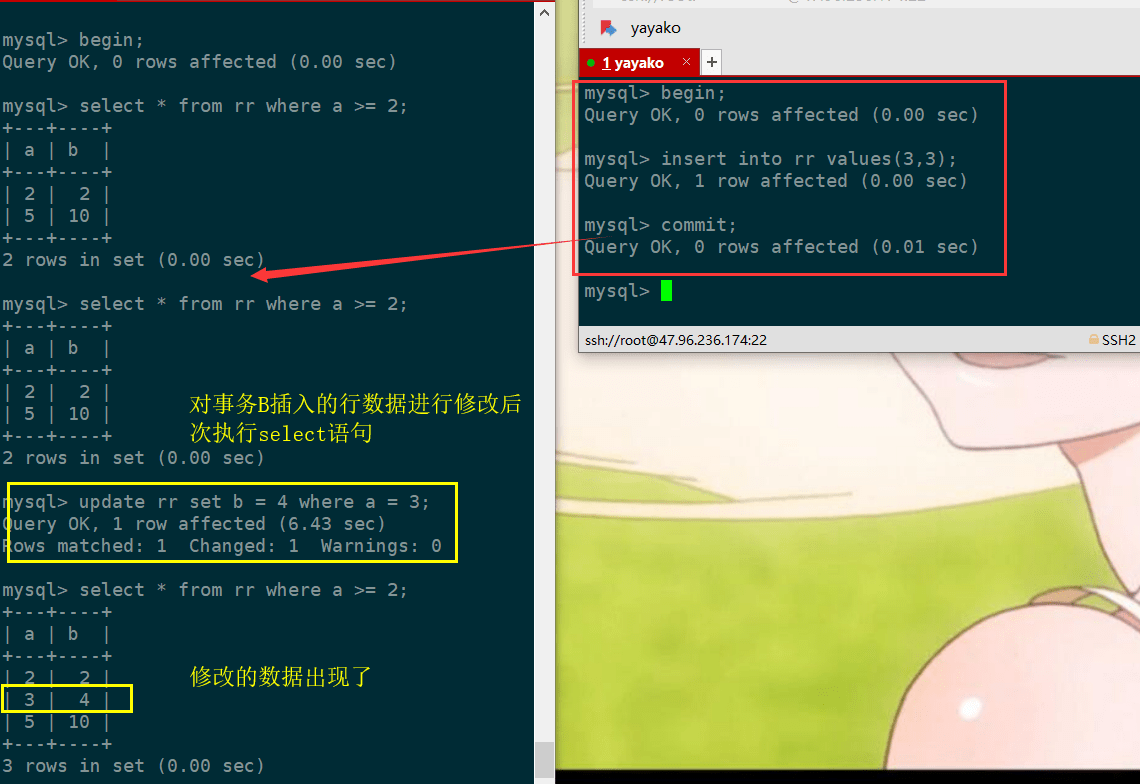 mysql> begin;
Query OK, 0 rows affected (0.00 sec)
mysql> select * from rr where a >= 2;
+---+----+
| a | b  |
+---+----+
| 2 |  2 |
| 5 | 10 |
+---+----+
2 rows in set (0.00 sec)
mysql> select * from rr where a >= 2;
+---+----+
| a | b  |
+---+----+
| 2 |  2 |
| 5 | 10 |
+---+----+
2 rows in set (0.00 sec)
对事务B插入的行数据进行修改后
次执行select语句
mysql> update rr set b = 4 where a = 3;
Query OK, 1 row affected (6.43 sec)
Rows matched: 1  Changed: 1  Warnings: 0
mysql> select * from rr where a >= 2;
+---+----+
| a | b  |
+---+----+
| 2 |  2 |
| 3 |  4 |
| 5 | 10 |
+---+----+
3 rows in set (0.00 sec)
修改的数据出现了
yayako
1 yayako × +
mysql> begin;
Query OK, 0 rows affected (0.00 sec)
mysql> insert into rr values(3,3);
Query OK, 1 row affected (0.00 sec)
mysql> commit;
Query OK, 0 rows affected (0.01 sec)
mysql>
ssh://root@47.96.236.174:22
SSH2